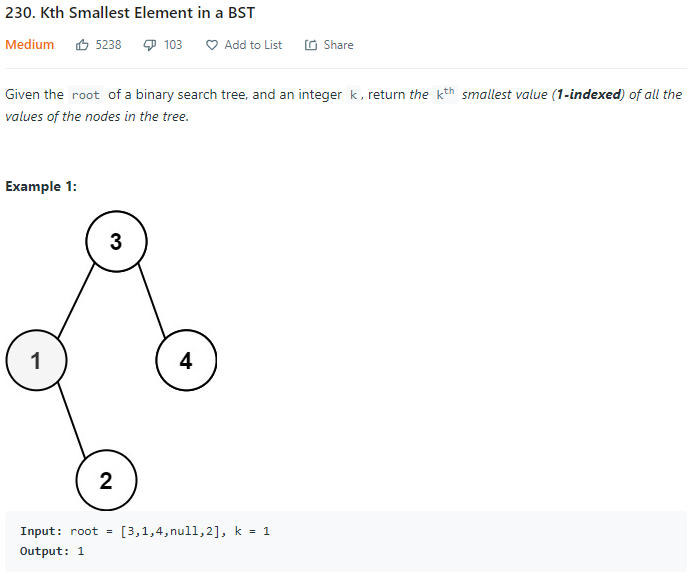 230. Kth Smallest Element in a BST
Medium 5238 103 Add to List Share
Given the root of a binary search tree, and an integer k, return the kth smallest value (1-indexed) of all the
values of the nodes in the tree.
Example 1:
3
1 4
2
Input: root = [3,1,4,null,2], k = 1
Output: 1